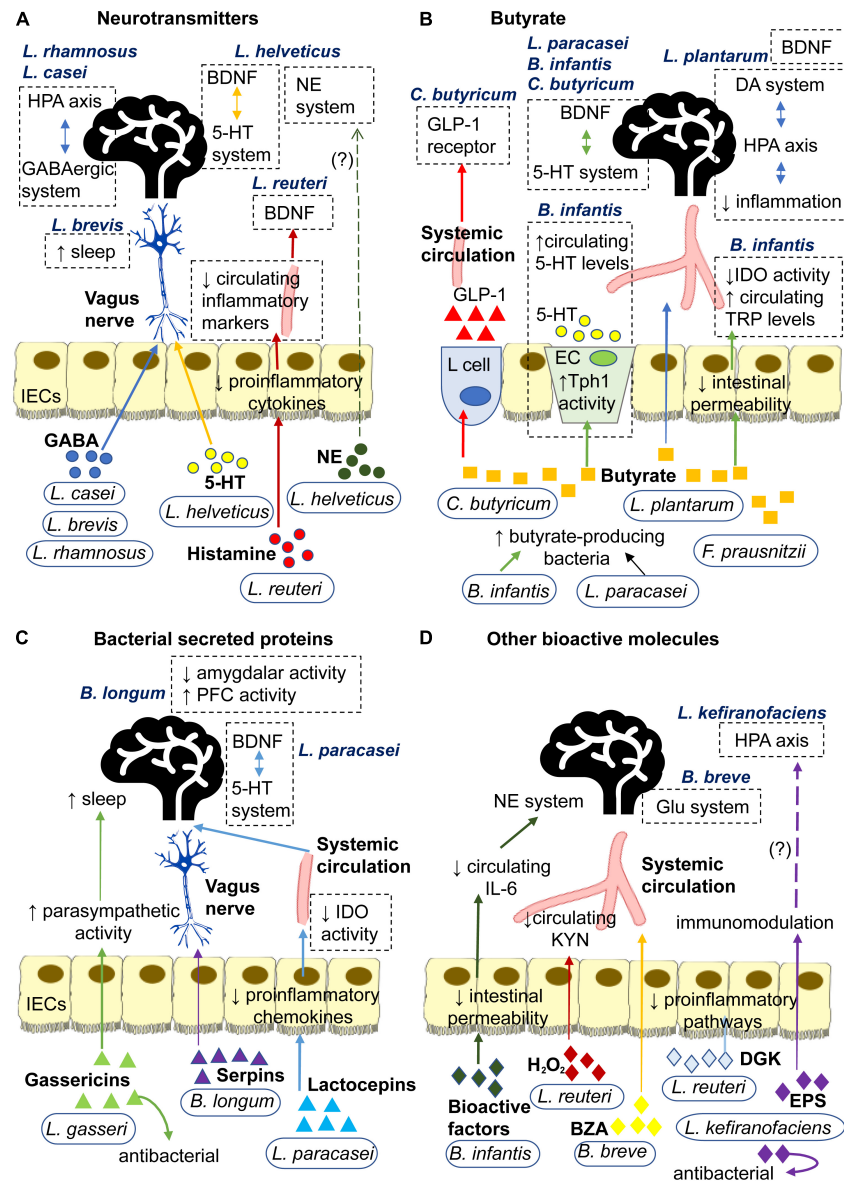 A
Neurotransmitters
L. rhamnosus
L. casei
HPA axis
GABAergic
system
L. helveticus
BDNF
5-HT
system
NE
system
(?)
L. reuteri
BDNF
L. brevis
↑ sleep
Vagus
nerve
↓ circulating
inflammatory
markers
IECs
↓ proinflammatory
cytokines
GABA
L. casei
L. brevis
L. rhamnosus
5-HT
L. helveticus
NE
L. helveticus
Histamine
L. reuteri
B
Butyrate
C. butyricum
GLP-1
receptor
L. paracasei
B. infantis
C. butyricum
BDNF
5-HT system
L. plantarum
BDNF
DA system
HPA axis
↓ inflammation
Systemic
circulation
GLP-1
L cell
B. infantis
↑circulating
5-HT levels
5-HT
EC
↑Tph1
activity
B. infantis
↓IDO activity
↑ circulating
TRP levels
↓ intestinal
permeability
Butyrate
C. butyricum
L. plantarum
F. prausnitzii
↑ butyrate-producing
bacteria
B. infantis
L. paracasei
C
Bacterial secreted proteins
B. longum
↓ amygdalar activity
↑ PFC activity
BDNF
5-HT
system
L. paracasei
↑ sleep
Vagus
nerve
Systemic
circulation
↑ parasympathetic
activity
↓ IDO
activity
IECs
↓ proinflammatory
chemokines
Gassericins
L. gasseri
antibacterial
Serpins
B. longum
Lactocepins
L. paracasei
D
Other bioactive molecules
L. kefiranofaciens
HPA axis
B. breve
Glu system
NE system
(?)
↓ circulating
IL-6
Systemic
circulation
↓circulating
KYN
immunomodulation
↓ intestinal
permeability
↓ proinflammatory
pathways
Bioactive
factors
B. infantis
H₂O₂
L. reuteri
BZA
B. breve
DGK
L. reuteri
EPS
L. kefiranofaciens
antibacterial